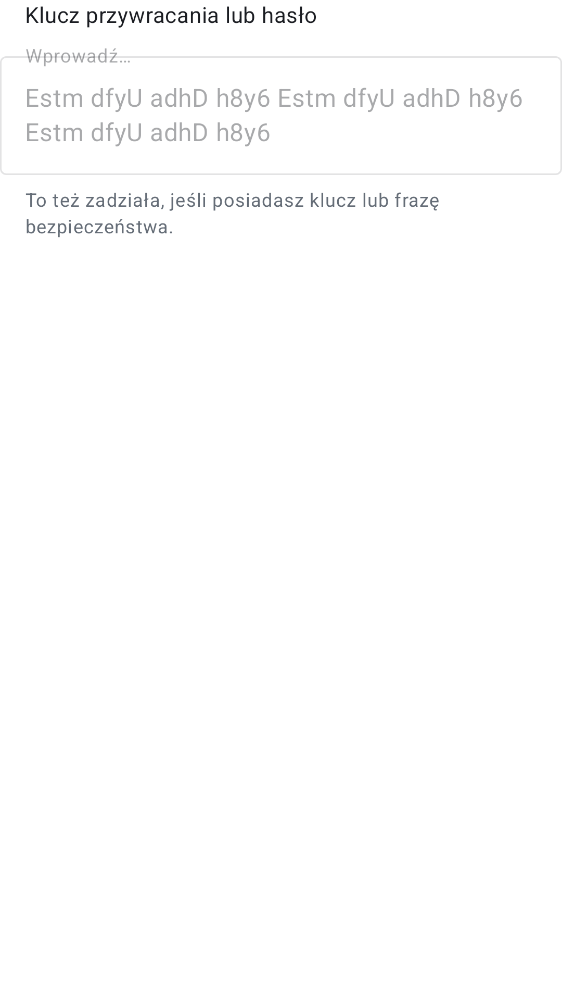 Klucz przywracania lub hasło
Wprowadź…
Estm dfyU adhD h8y6 Estm dfyU adhD h8y6
Estm dfyU adhD h8y6
To też zadziała, jeśli posiadasz klucz lub frazę
bezpieczeństwa.